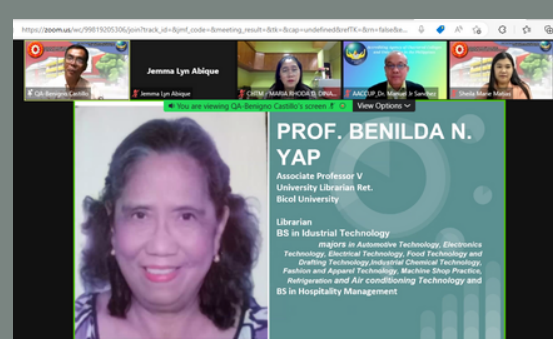 https://zoom.us/wc/99819205306/join?track_id=&jmf_code=&meeting_result=&tk=&cap=undefined&refTK=&rm=false&e...
QA-Benigno Castillo
Jemma Lyn Abique
Jemma Lyn Abique
CHTM - MARIA RHODA D. DINA...
AACCUP_Dr. Manuel Jr Sanchez
Sheila Marie Matias
You are viewing QA-Benigno Castillo's screen
View Options
PROF. BENILDA N.
YAP
Associate Professor V
University Librarian Ret.
Bicol University
Librarian
BS in Idustrial Technology
majors in Automotive Technology, Electronics
Technology, Electrical Technology, Food Technology and
Drafting Technology,Industrial Chemical Technology,
Fashion and Apparel Technology, Machine Shop Practice,
Refrigeration and Air conditioning Technology and
BS in Hospitality Management